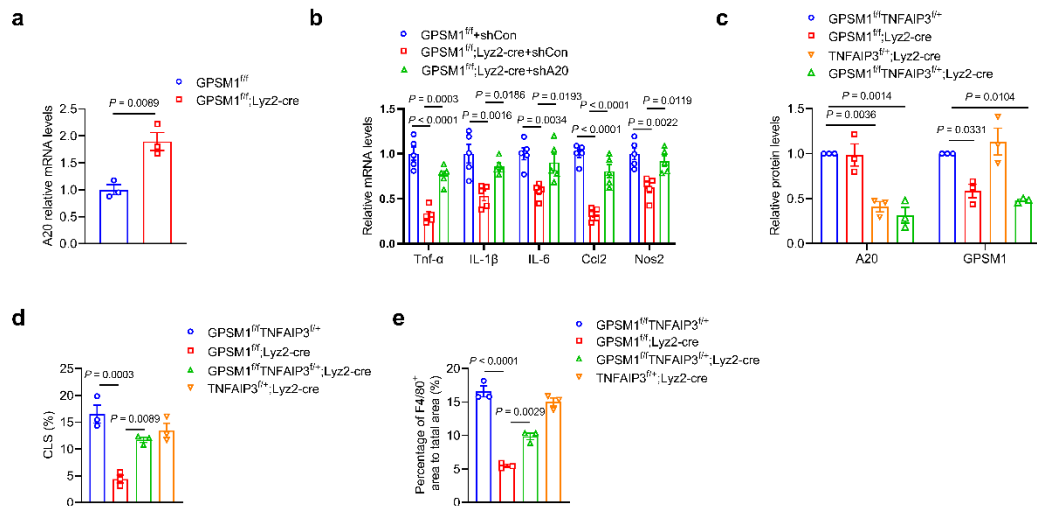 a
GPSM1f/f
GPSM1f/f;Lyz2-cre
P = 0.0089
A20 relative mRNA levels
2.5
2.0
1.5
1.0
0.5
0.0
b
GPSM1f/f+shCon
GPSM1f/f;Lyz2-cre+shCon
GPSM1f/f;Lyz2-cre+shA20
P = 0.0003
P < 0.0001
P = 0.0186
P = 0.0016
P = 0.0193
P = 0.0034
P < 0.0001
P < 0.0001
P = 0.0119
P = 0.0022
Relative mRNA levels
2.0
1.5
1.0
0.5
0.0
Tnf-α IL-1β IL-6 Ccl2 Nos2
c
GPSM1f/fTNFAIP3f/+
GPSM1f/f;Lyz2-cre
TNFAIP3f/+;Lyz2-cre
GPSM1f/fTNFAIP3f/+;Lyz2-cre
P = 0.0014
P = 0.0036
P = 0.0104
P = 0.0331
Relative protein levels
2.0
1.5
1.0
0.5
0.0
A20 GPSM1
d
GPSM1f/fTNFAIP3f/+
GPSM1f/f;Lyz2-cre
GPSM1f/fTNFAIP3f/+;Lyz2-cre
TNFAIP3f/+;Lyz2-cre
P = 0.0003
P = 0.0089
CLS (%)
25
20
15
10
5
0
e
GPSM1f/fTNFAIP3f/+
GPSM1f/f;Lyz2-cre
GPSM1f/fTNFAIP3f/+;Lyz2-cre
TNFAIP3f/+;Lyz2-cre
P < 0.0001
P = 0.0029
Percentage of F4/80+
area to tatal area (%)
20
15
10
5
0